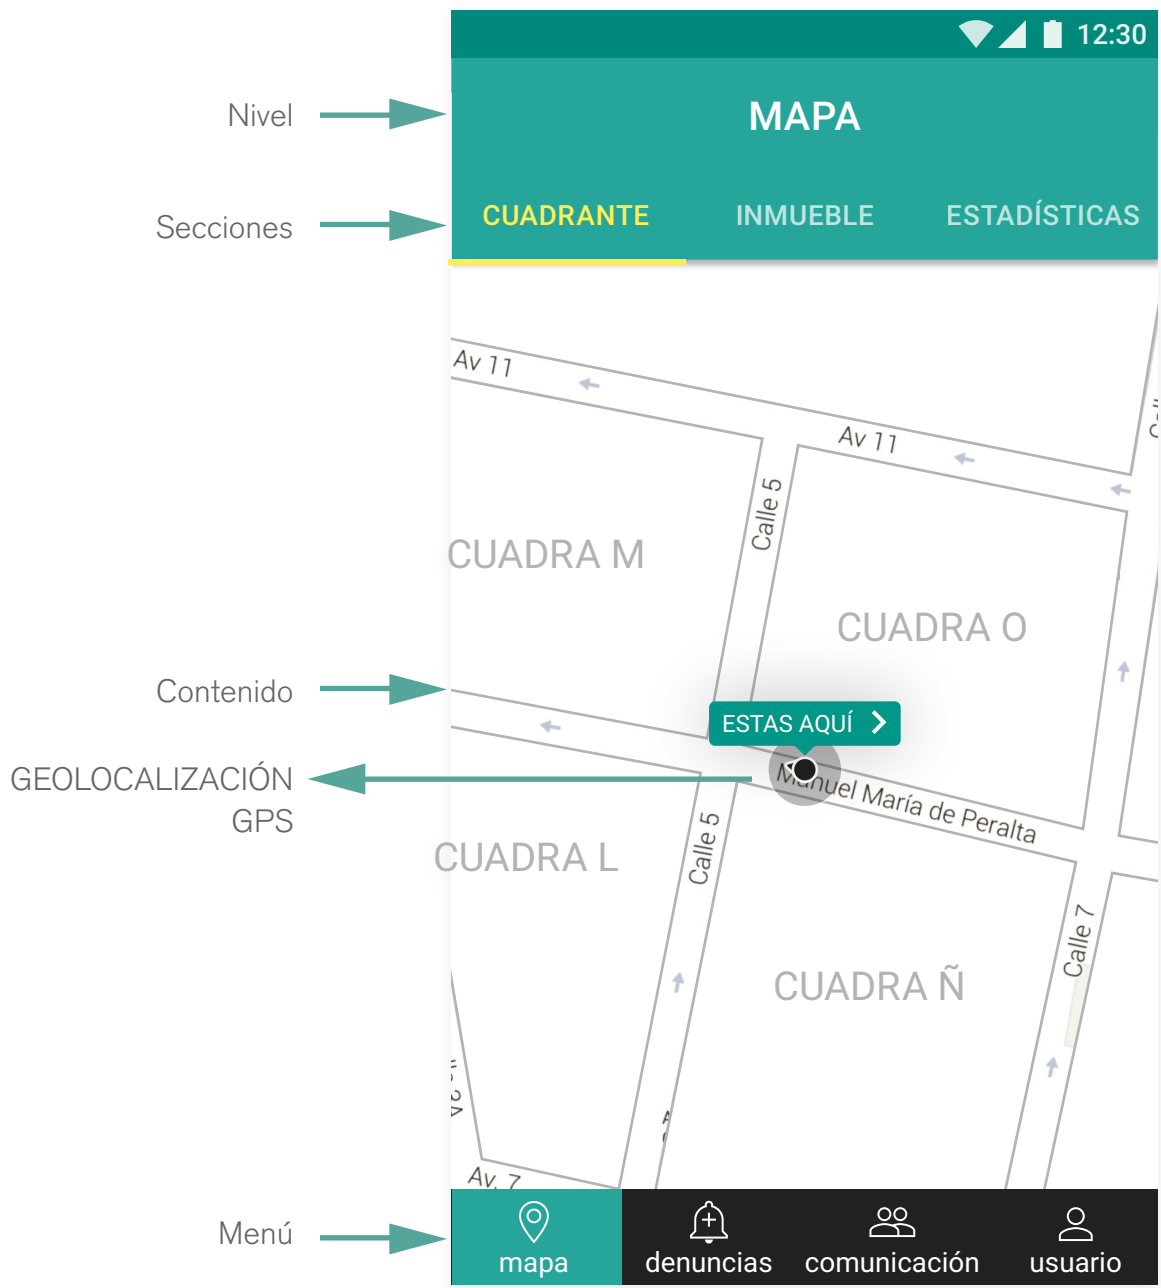 12:30
Nivel
MAPA
Secciones
CUADRANTE
INMUEBLE
ESTADÍSTICAS
Av 11
Av 11
Calle 5
CUADRA M
CUADRA O
Contenido
ESTAS AQUÍ
GEOLOCALIZACIÓN
GPS
Manuel María de Peralta
Calle 5
CUADRA L
Calle 7
CUADRA Ñ
Av. 7
Menú
mapa
denuncias
comunicación
usuario